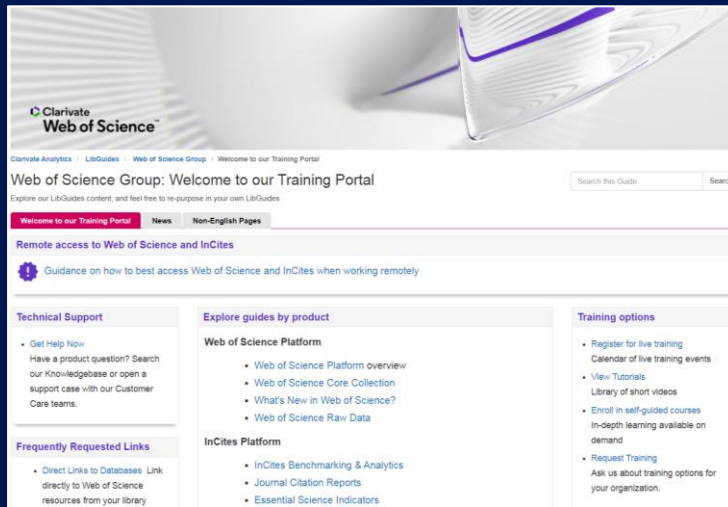 Clarivate
Web of Science™
Clarivate Analytics / LibGuides / Web of Science Group / Welcome to our Training Portal
Web of Science Group: Welcome to our Training Portal
Search this Guide
Search
Explore our LibGuides content, and feel free to re-purpose in your own LibGuides
Welcome to our Training Portal
News
Non-English Pages
Remote access to Web of Science and InCites
Guidance on how to best access Web of Science and InCites when working remotely
Technical Support
Get Help Now
Have a product question? Search
our Knowledgebase or open a
support case with our Customer
Care teams.
Frequently Requested Links
Direct Links to Databases Link
directly to Web of Science
resources from your library
Explore guides by product
Web of Science Platform
Web of Science Platform overview
Web of Science Core Collection
What's New in Web of Science?
Web of Science Raw Data
InCites Platform
InCites Benchmarking & Analytics
Journal Citation Reports
Essential Science Indicators
Training options
Register for live training
Calendar of live training events
View Tutorials
Library of short videos
Enroll in self-guided courses
In-depth learning available on
demand
Request Training
Ask us about training options for
your organization.